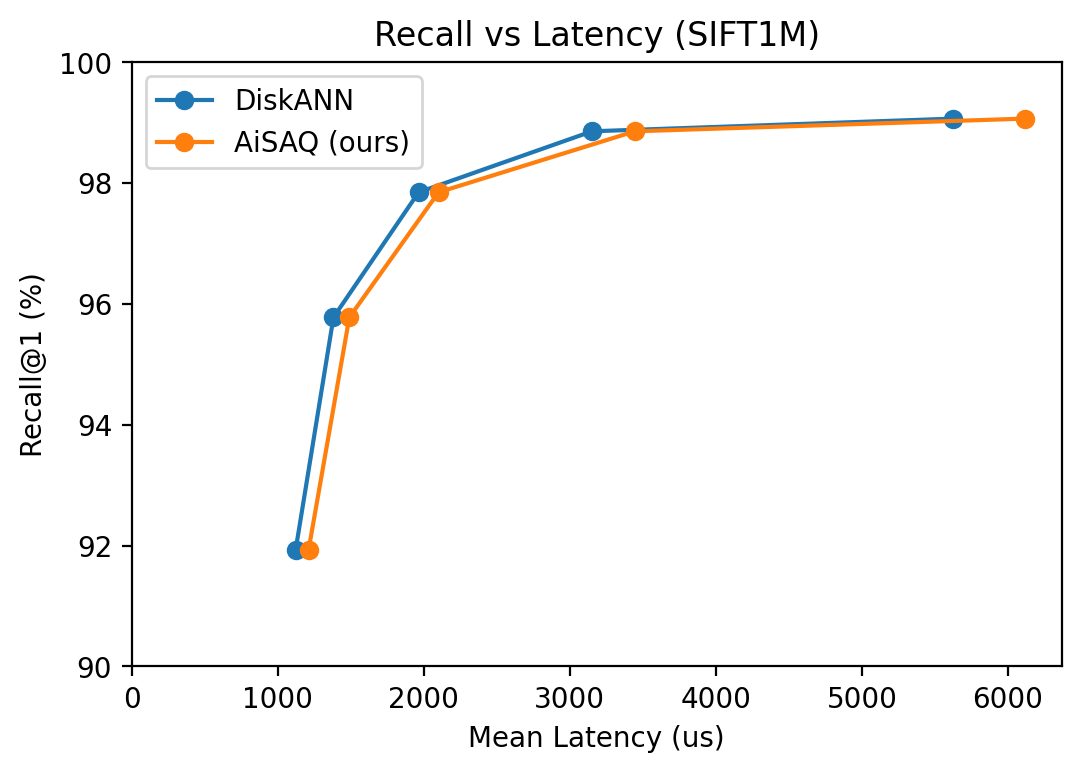 Recall vs Latency (SIFT1M)
DiskANN
AiSAQ (ours)
Recall@1 (%)
100
98
96
94
92
90
0 1000 2000 3000 4000 5000 6000
Mean Latency (us)